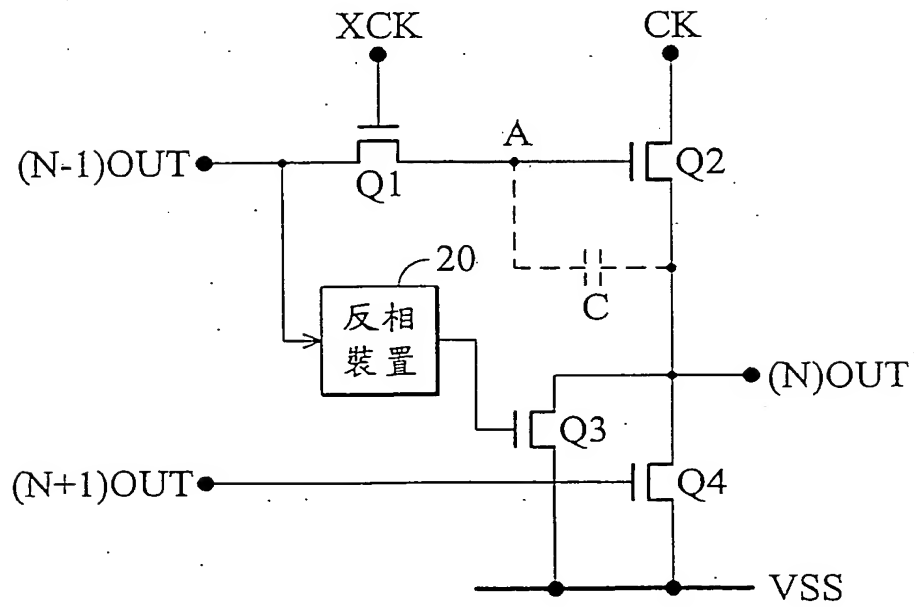 XCK
CK
(N-1)OUT
A
Q1
Q2
20
反相
裝置
C
(N)OUT
Q3
(N+1)OUT
Q4
VSS